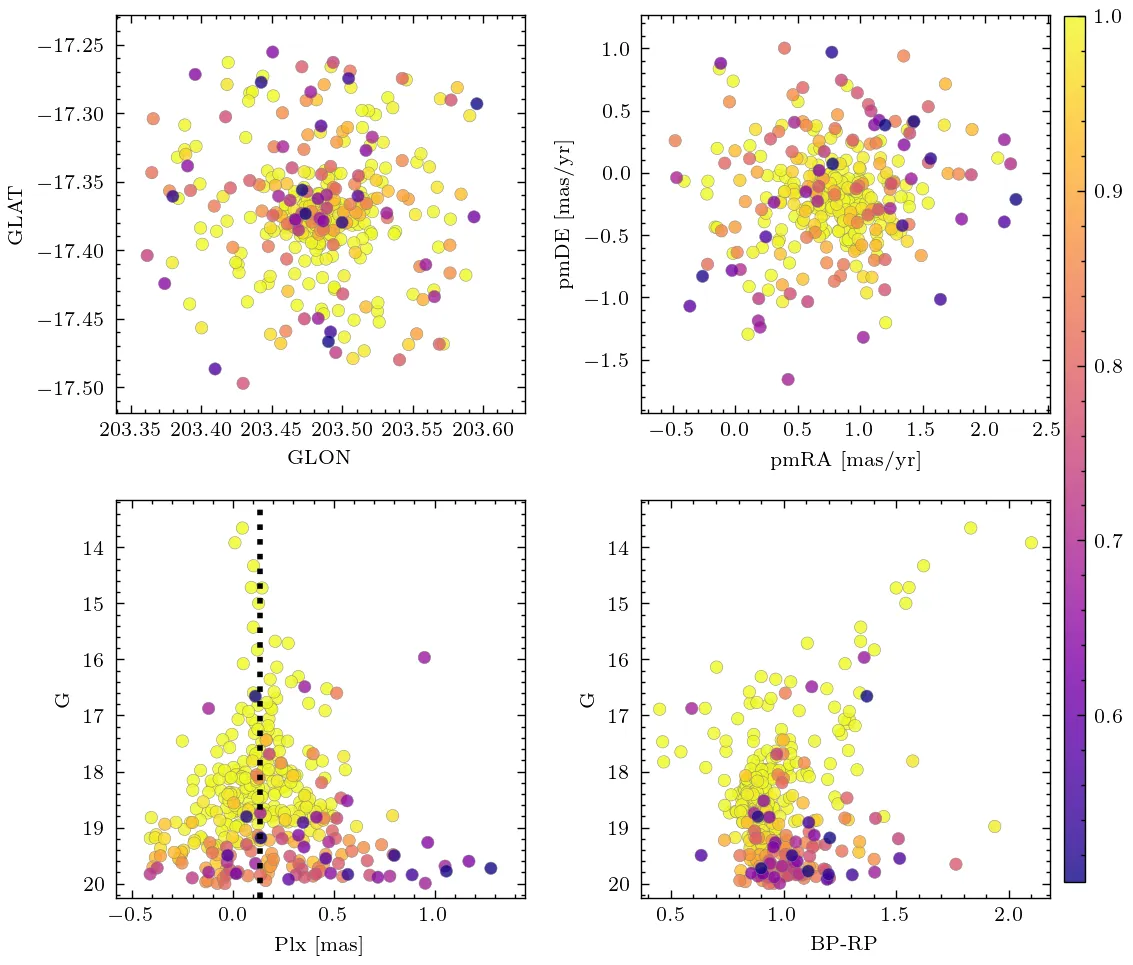 −17.25
−17.30
−17.35
−17.40
−17.45
−17.50
GLAT
203.35 203.40 203.45 203.50 203.55 203.60
GLON
1.0
0.5
0.0
−0.5
−1.0
−1.5
pmDE [mas/yr]
−0.5 0.0 0.5 1.0 1.5 2.0 2.5
pmRA [mas/yr]
14
15
16
17
18
19
20
G
−0.5 0.0 0.5 1.0
Plx [mas]
14
15
16
17
18
19
20
G
0.5 1.0 1.5 2.0
BP-RP
1.0
0.9
0.8
0.7
0.6